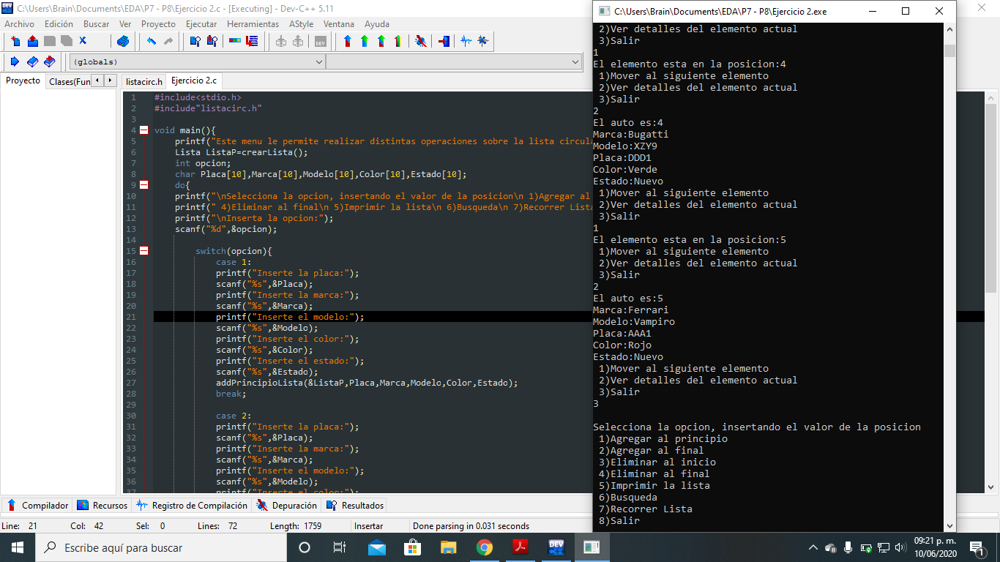 C:\Users\Brain\Documents\EDA\P7 - P8\Ejercicio 2.c - [Executing] - Dev-C++ 5.11
Archivo Edición Buscar Ver Proyecto Ejecutar Herramientas AStyle Ventana Ayuda
(globals)
Proyecto Clases(Fun
listacirc.h Ejercicio 2.c
1 #include<stdio.h>
2 #include"listacirc.h"
3
4 void main(){
5 printf("Este menu le permite realizar distintas operaciones sobre la lista circula
6 Lista ListaP=crearLista();
7 int opcion;
8 char Placa[10],Marca[10],Modelo[10],Color[10],Estado[10];
9 do{
10 printf("\nSelecciona la opcion, insertando el valor de la posicion\n 1)Agregar al
11 printf(" 4)Eliminar al final\n 5)Imprimir la lista\n 6)Busqueda\n 7)Recorrer Lista
12 printf("\nInserta la opcion:");
13 scanf("%d",&opcion);
14
15 switch(opcion){
16 case 1:
17 printf("Inserte la placa:");
18 scanf("%s",&Placa);
19 printf("Inserte la marca:");
20 scanf("%s",&Marca);
21 printf("Inserte el modelo:");
22 scanf("%s",&Modelo);
23 printf("Inserte el color:");
24 scanf("%s",&Color);
25 printf("Inserte el estado:");
26 scanf("%s",&Estado);
27 addPrincipioLista(&ListaP,Placa,Marca,Modelo,Color,Estado);
28 break;
29
30 case 2:
31 printf("Inserte la placa:");
32 scanf("%s",&Placa);
33 printf("Inserte la marca:");
34 scanf("%s",&Marca);
35 printf("Inserte el modelo:");
36 scanf("%s",&Modelo);
37 printf("Inserte el color:");
Compilador Recursos Registro de Compilación Depuración Resultados
Line: 21 Col: 42 Sel: 0 Lines: 72 Length: 1759 Insertar Done parsing in 0.031 seconds
C:\Users\Brain\Documents\EDA\P7 - P8\Ejercicio 2.exe
2)Ver detalles del elemento actual
3)Salir
1
El elemento esta en la posicion:4
1)Mover al siguiente elemento
2)Ver detalles del elemento actual
3)Salir
2
El auto es:4
Marca:Bugatti
Modelo:XZY9
Placa:DDD1
Color:Verde
Estado:Nuevo
1)Mover al siguiente elemento
2)Ver detalles del elemento actual
3)Salir
1
El elemento esta en la posicion:5
1)Mover al siguiente elemento
2)Ver detalles del elemento actual
3)Salir
2
El auto es:5
Marca:Ferrari
Modelo:Vampiro
Placa:AAA1
Color:Rojo
Estado:Nuevo
1)Mover al siguiente elemento
2)Ver detalles del elemento actual
3)Salir
3
Selecciona la opcion, insertando el valor de la posicion
1)Agregar al principio
2)Agregar al final
3)Eliminar al inicio
4)Eliminar al final
5)Imprimir la lista
6)Busqueda
7)Recorrer Lista
8)Salir
Escribe aquí para buscar
DEV
09:21 p. m.
10/06/2020
1